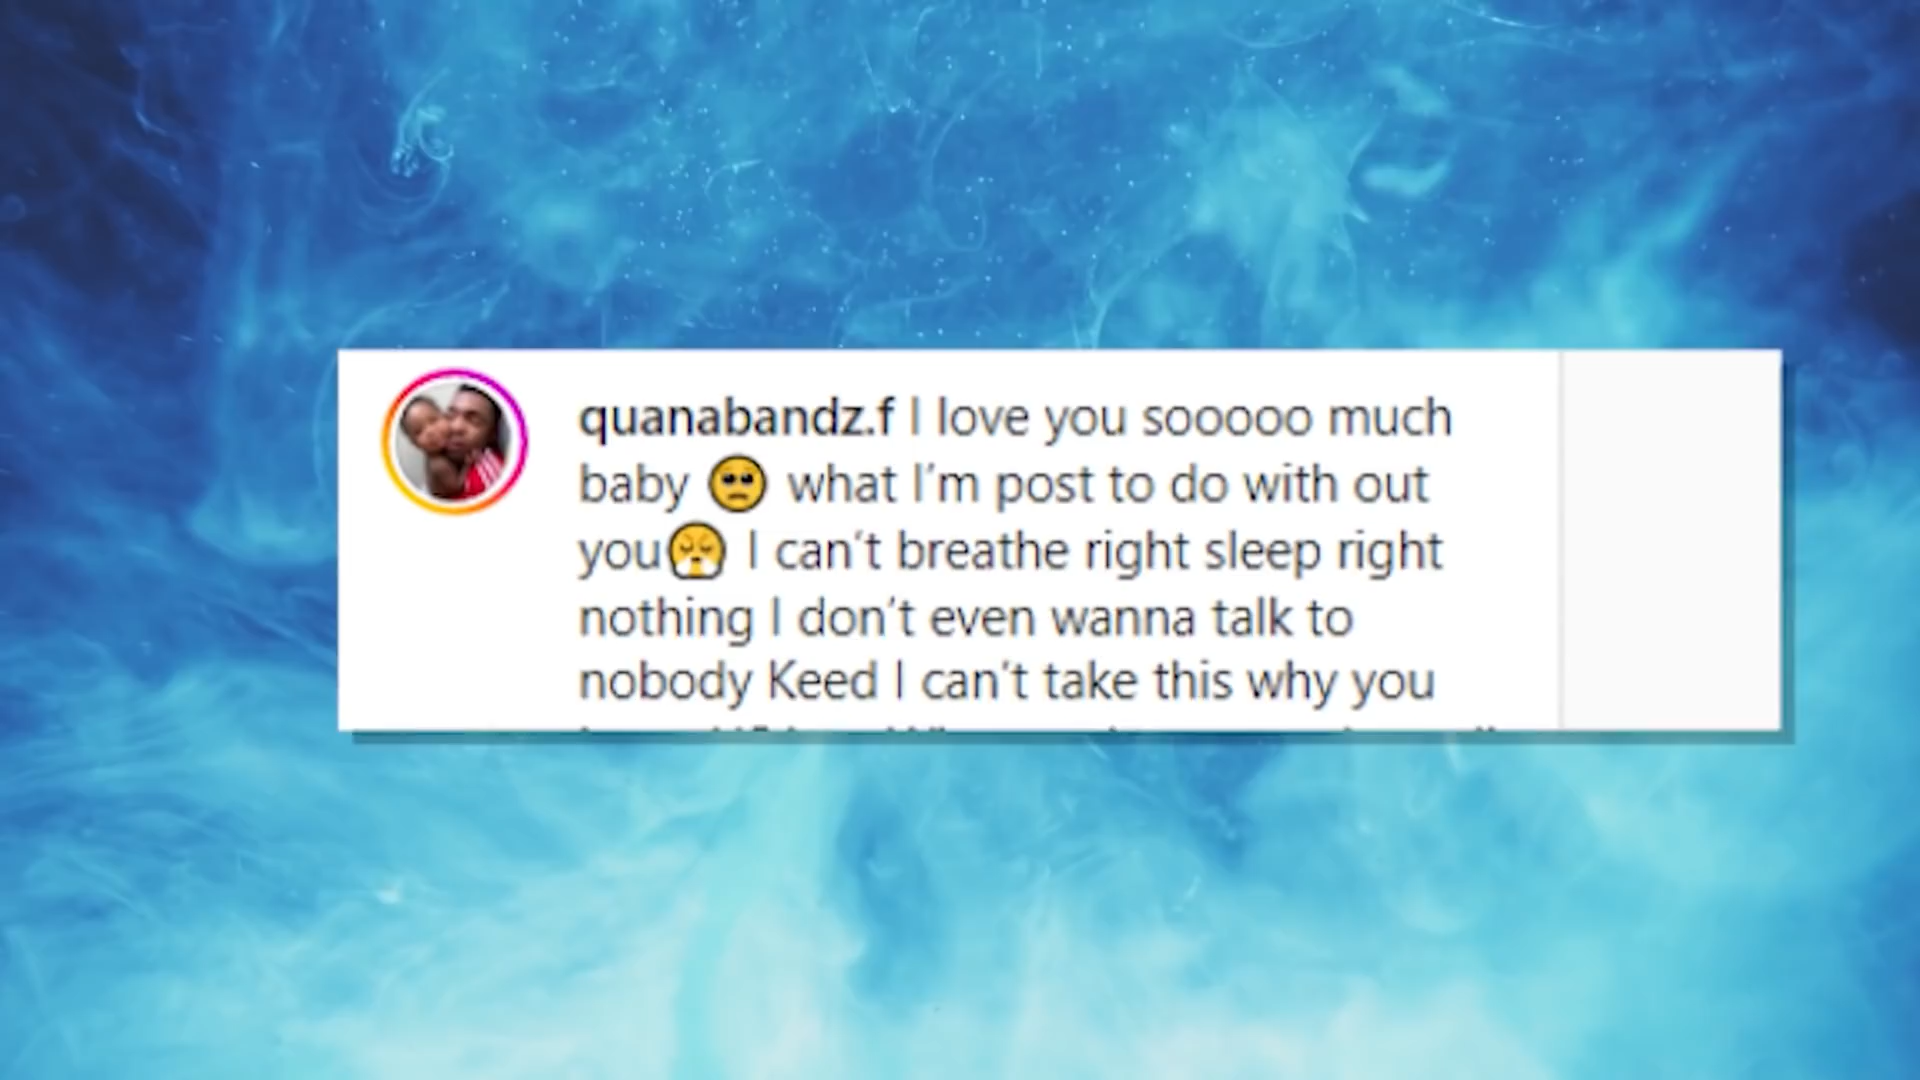 quanabandz.f I love you sooooo much
baby 🥺 what I'm post to do with out
you😤 I can't breathe right sleep right
nothing I don't even wanna talk to
nobody Keed I can't take this why you